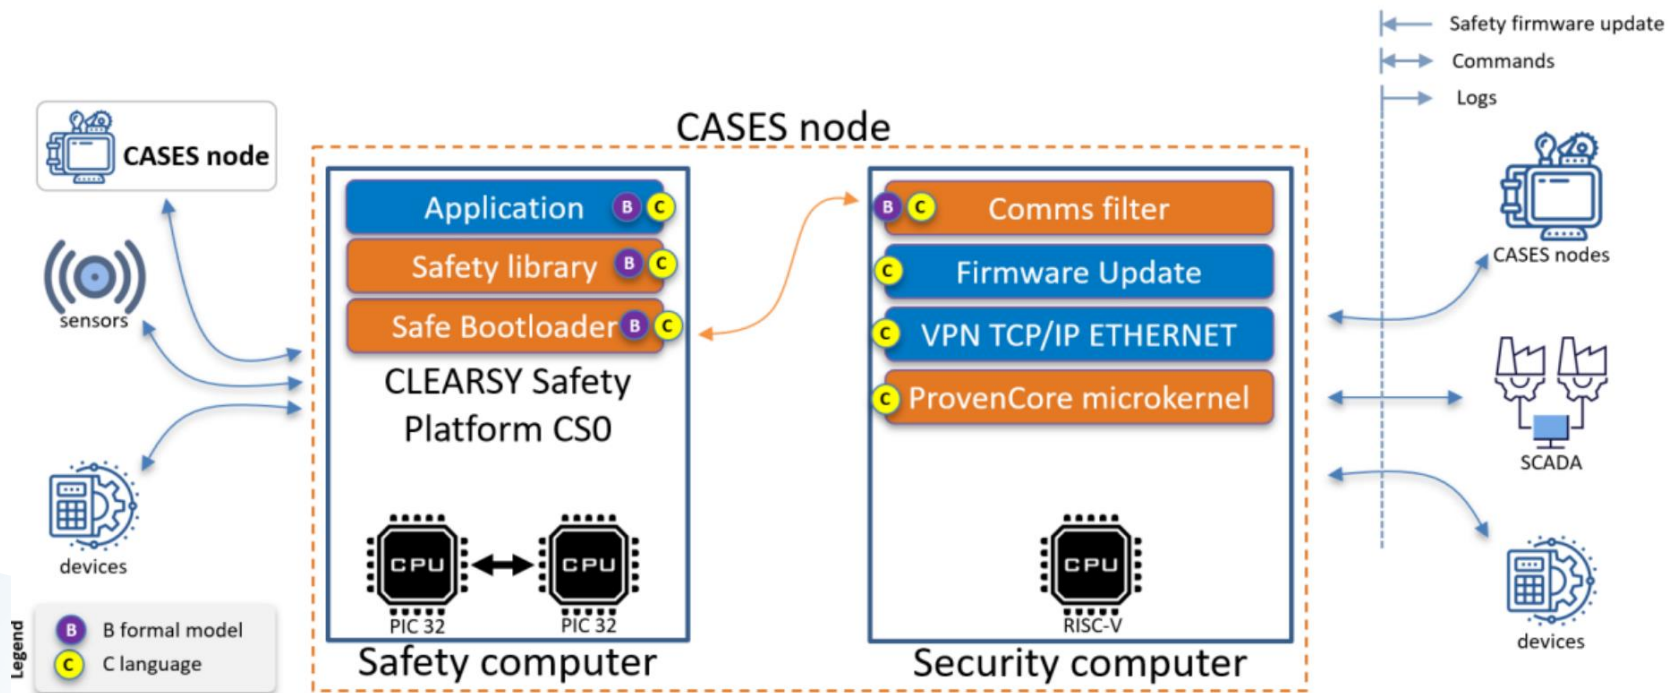 Safety firmware update
Commands
Logs
CASES node
CASES node
sensors
devices
Legend
B B formal model
C C language
Application B C
Safety library B C
Safe Bootloader B C
CLEARSY Safety
Platform CS0
CPU
CPU
PIC 32
PIC 32
Safety computer
B C Comms filter
C Firmware Update
C VPN TCP/IP ETHERNET
C ProvenCore microkernel
CPU
RISC-V
Security computer
CASES nodes
SCADA
devices